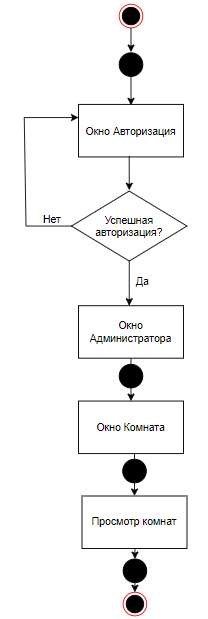 Окно Авторизация
Успешная
авторизация?
Нет
Да
Окно
Администратора
Окно Комната
Просмотр комнат